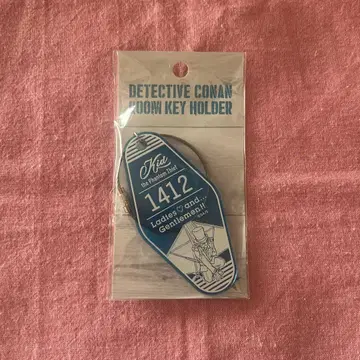 DETECTIVE CONAN
ROOM KEY HOLDER
Kid
the Phantom Thief
1412
Ladies♡and...
Gentlemen!!